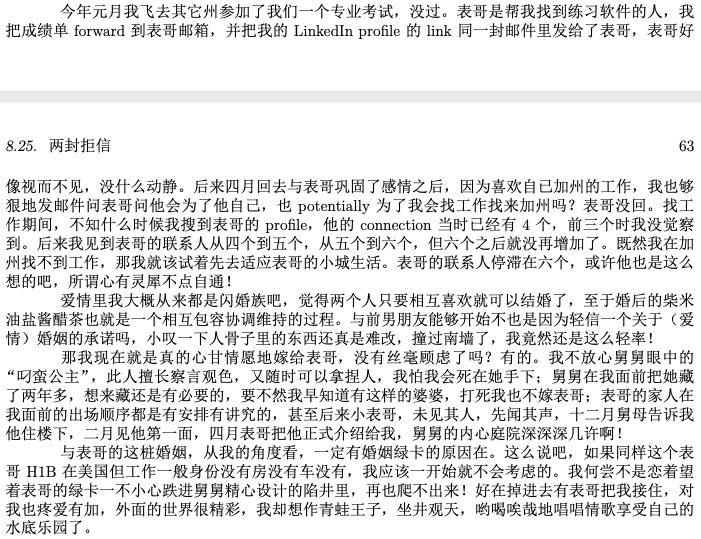 今年元月我飞去其它州参加了我们一个专业考试，没过。表哥是帮我找到练习软件的人，我
把成绩单 forward 到表哥邮箱，并把我的 LinkedIn profile 的 link 同一封邮件里发给了表哥，表哥好
8.25. 两封拒信 63
像视而不见，没什么动静。后来四月回去与表哥巩固了感情之后，因为喜欢自已加州的工作，我也够
狠地发邮件问表哥问他会为了他自己，也 potentially 为了我会找工作找来加州吗？表哥没回。找工
作期间，不知什么时候我搜到表哥的 profile，他的 connection 当时已经有 4 个，前三个时我没觉察
到。后来我见到表哥的联系人从四个到五个，从五个到六个，但六个之后就没再增加了。既然我在加
州找不到工作，那我就该试着先去适应表哥的小城生活。表哥的联系人停滞在六个，或许他也是这么
想的吧，所谓心有灵犀不点自通！
爱情里我大概从来都是闪婚族吧，觉得两个人只要相互喜欢就可以结婚了，至于婚后的柴米
油盐酱醋茶也就是一个相互包容协调维持的过程。与前男朋友能够开始不也是因为轻信一个关于（爱
情）婚姻的承诺吗，小叹一下人骨子里的东西还真是难改，撞过南墙了，我竟然还是这么轻率！
那我现在就是真的心甘情愿地嫁给表哥，没有丝毫顾虑了吗？有的。我不放心舅舅眼中的
“叼蛮公主”，此人擅长察言观色，又随时可以拿捏人，我怕我会死在她手下；舅舅在我面前把她藏
了两年多，想来藏还是有必要的，要不然我早知道有这样的婆婆，打死我也不嫁表哥；表哥的家人在
我面前的出场顺序都是有安排有讲究的，甚至后来小表哥，未见其人，先闻其声，十二月舅母告诉我
他住楼下，二月见他第一面，四月表哥把他正式介绍给我，舅舅的内心庭院深深深几许啊！
与表哥的这桩婚姻，从我的角度看，一定有婚姻绿卡的原因在。这么说吧，如果同样这个表
哥 H1B 在美国但工作一般身份没有房没有车没有，我应该一开始就不会考虑的。我何尝不是恋着望
着表哥的绿卡一不小心跌进舅舅精心设计的陷井里，再也爬不出来！好在掉进去有表哥把我接住，对
我也疼爱有加，外面的世界很精彩，我却想作青蛙王子，坐井观天，哟喝唉哉地唱唱情歌享受自己的
水底乐园了。